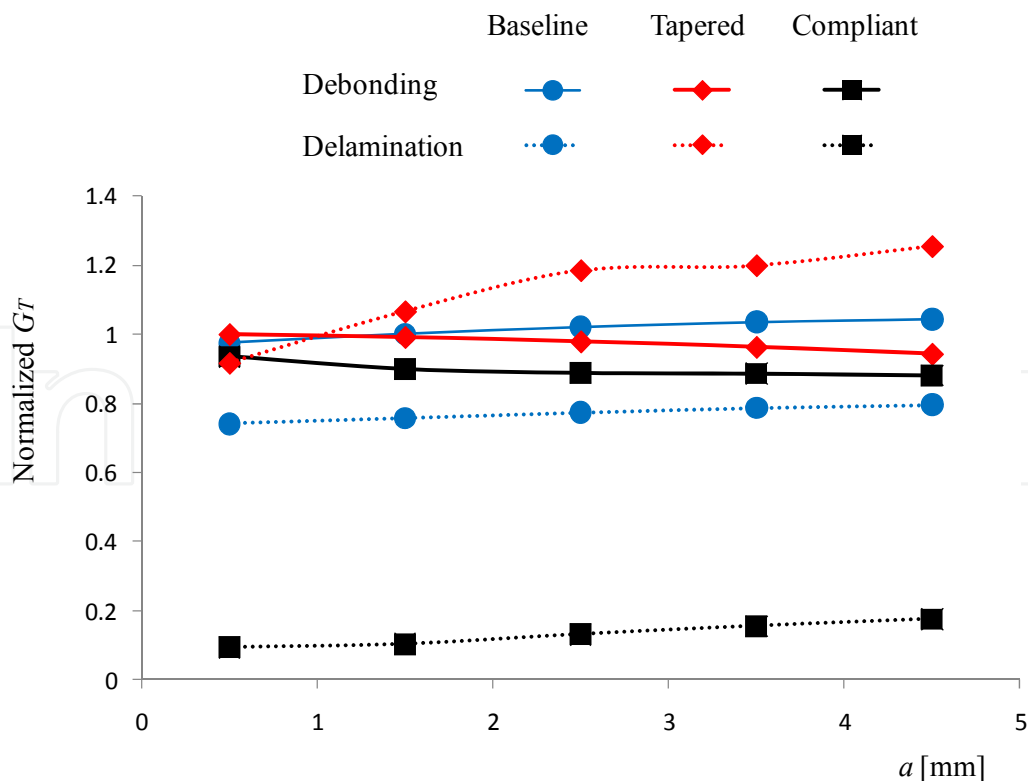 Baseline Tapered Compliant
Debonding
Delamination
1.4
1.2
1
0.8
0.6
0.4
0.2
0
Normalized GT
0 1 2 3 4 5
a [mm]